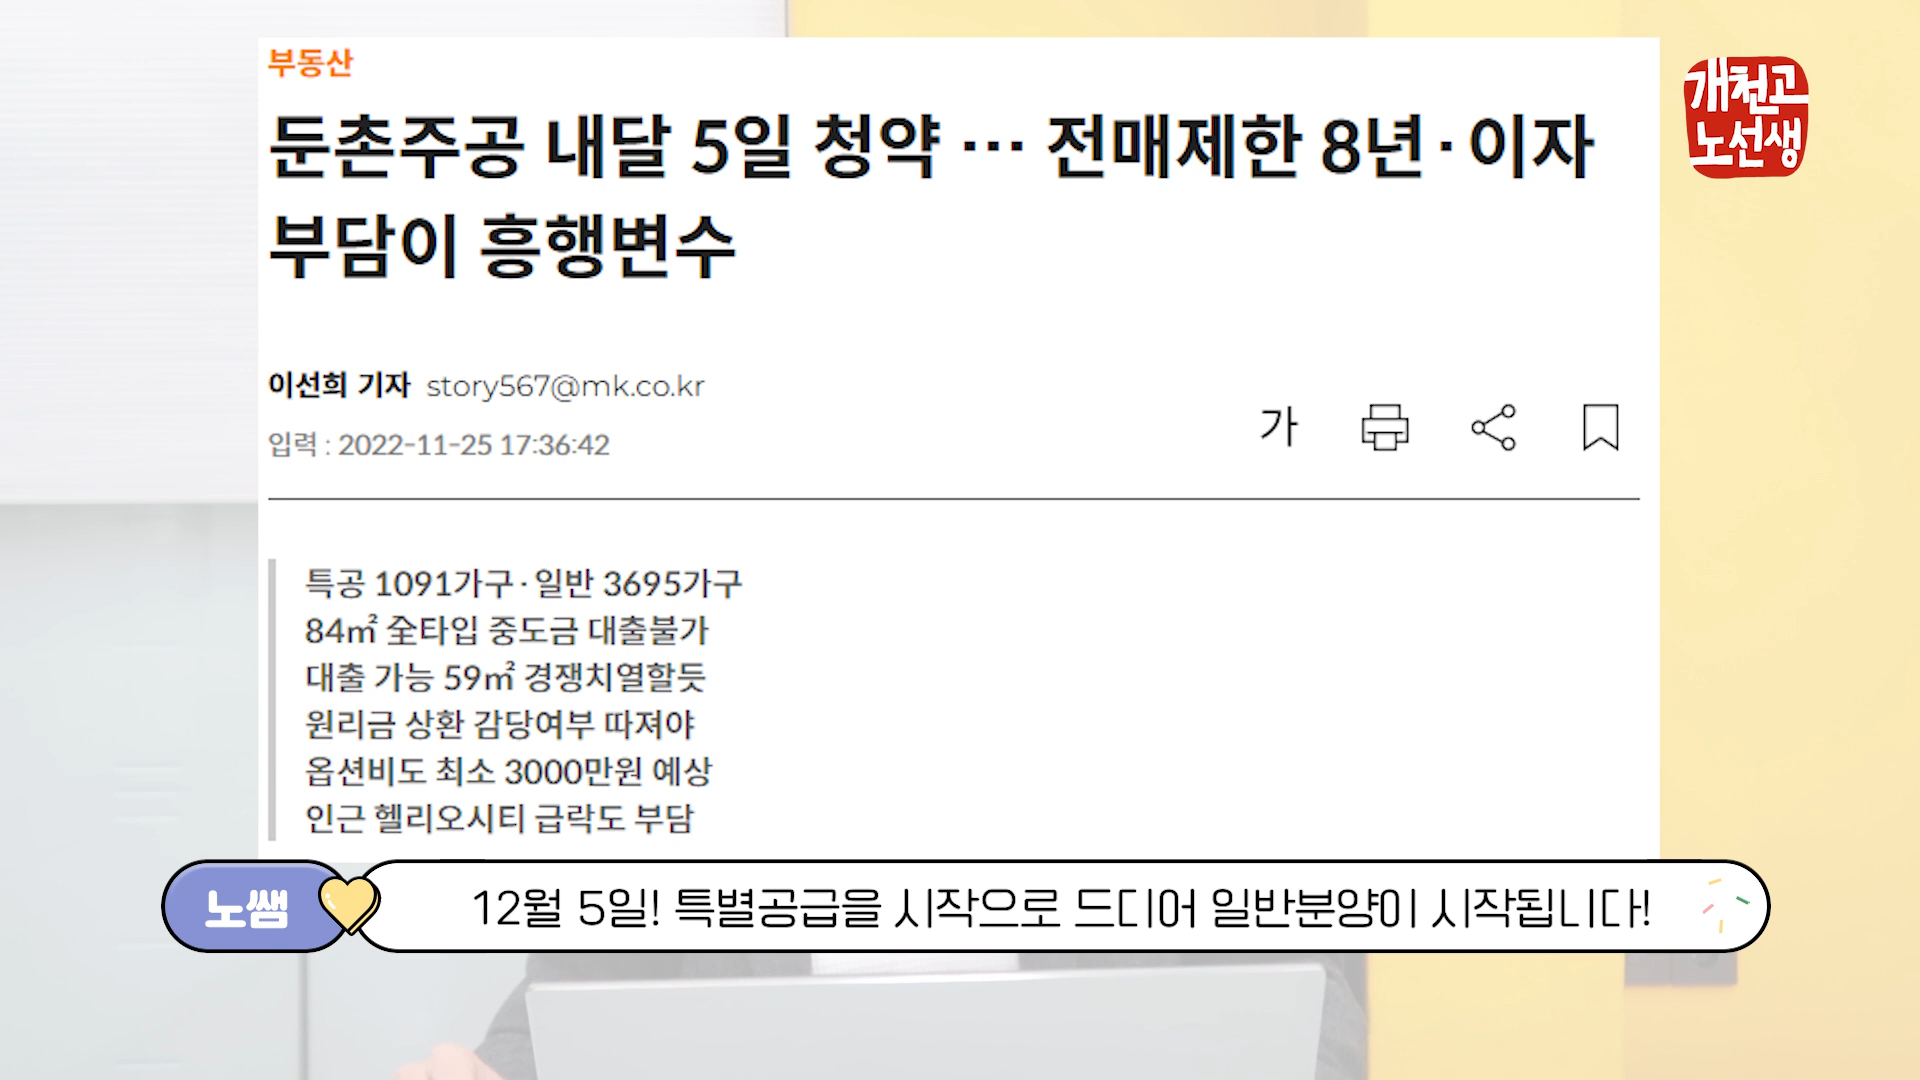 부동산
개천고
노선생
둔촌주공 내달 5일 청약 … 전매제한 8년·이자
부담이 흥행변수
이선희 기자 story567@mk.co.kr
입력 : 2022-11-25 17:36:42
가
특공 1091가구·일반 3695가구
84㎡ 全타입 중도금 대출불가
대출 가능 59㎡ 경쟁치열할듯
원리금 상환 감당여부 따져야
옵션비도 최소 3000만원 예상
인근 헬리오시티 급락도 부담
노쌤 12월 5일! 특별공급을 시작으로 드디어 일반분양이 시작됩니다!